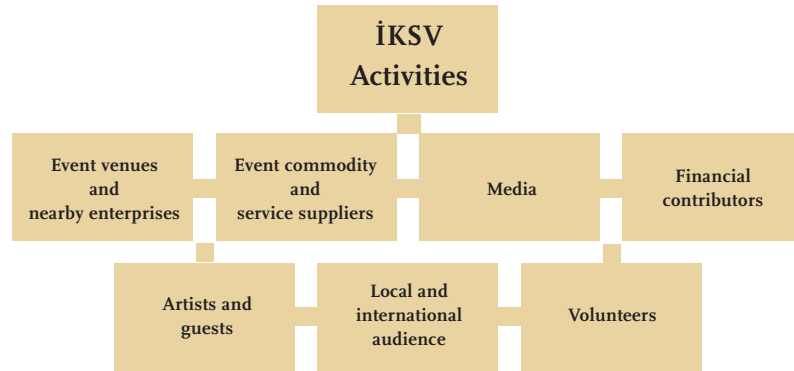 İKSV
Activities
Event venues
and
nearby enterprises
Event commodity
and
service suppliers
Media
Financial
contributors
Artists and
guests
Local and
international
audience
Volunteers